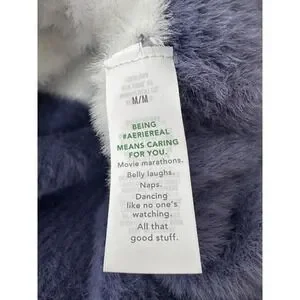 M/M
BEING
#AERIEREAL
MEANS CARING
FOR YOU.
Movie marathons.
Belly laughs.
Naps.
Dancing
like no one's
watching.
All that
good stuff.